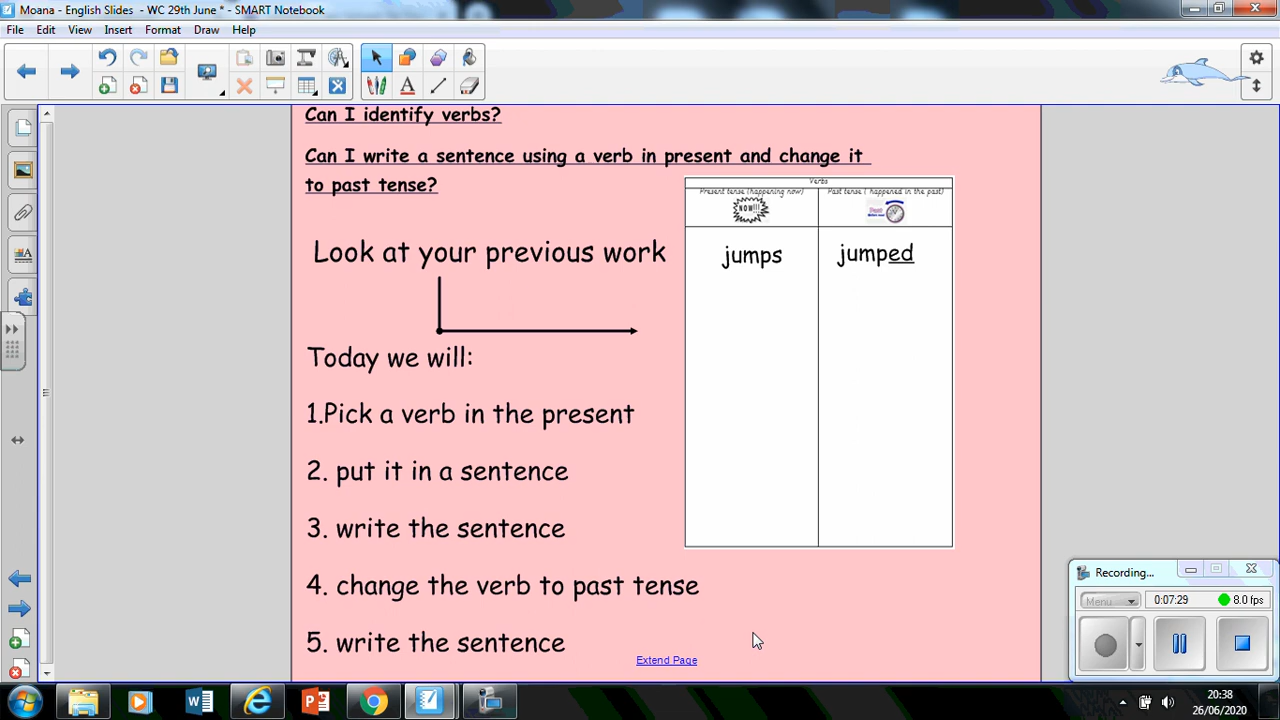 Moana - English Slides - WC 29th June * - SMART Notebook
File Edit View Insert Format Draw Help
Can I identify verbs?
Can I write a sentence using a verb in present and change it
to past tense?
Verbs
Present tense (happening now) Past tense ( happened in the past)
NOW!!!
Look at your previous work
jumps jumped
Today we will:
1.Pick a verb in the present
2. put it in a sentence
3. write the sentence
4. change the verb to past tense
5. write the sentence
Extend Page
Recording...
Menu 0:07:29 8.0 fps
20:38
26/06/2020